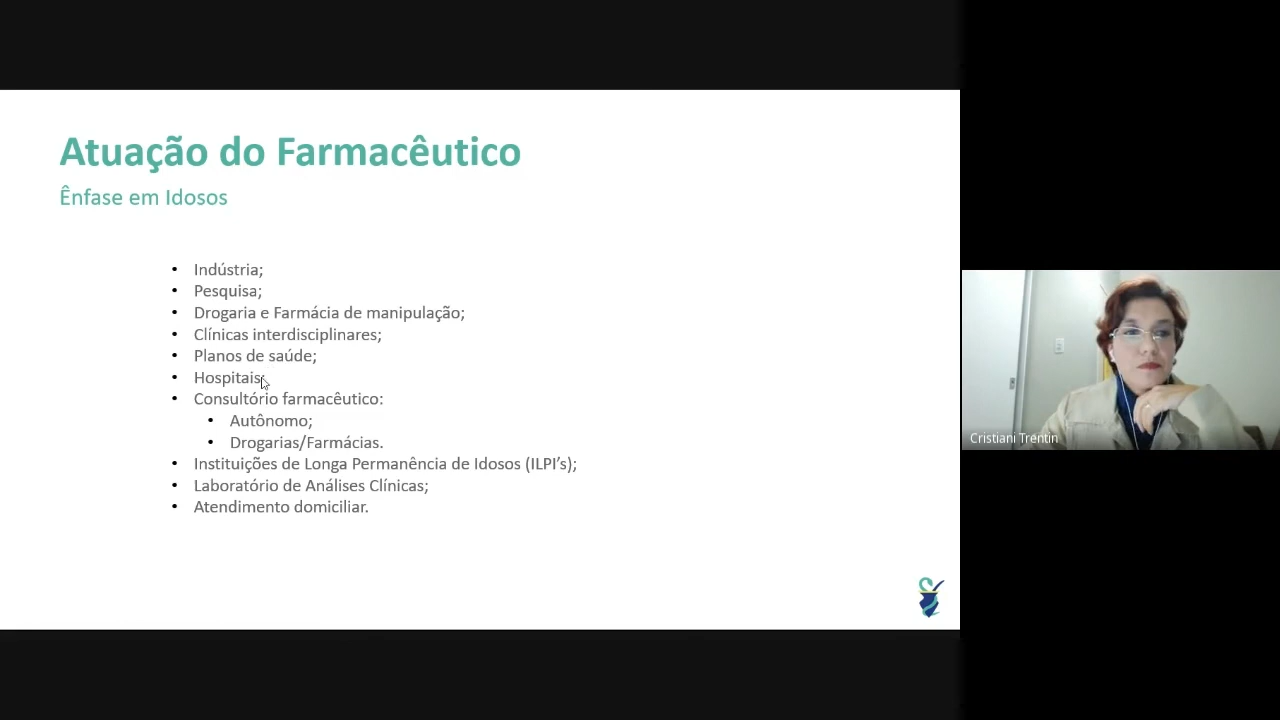 Atuação do Farmacêutico
Ênfase em Idosos
• Indústria;
• Pesquisa;
• Drogaria e Farmácia de manipulação;
• Clínicas interdisciplinares;
• Planos de saúde;
• Hospitais;
• Consultório farmacêutico:
• Autônomo;
• Drogarias/Farmácias.
• Instituições de Longa Permanência de Idosos (ILPI’s);
• Laboratório de Análises Clínicas;
• Atendimento domiciliar.
Cristiani Trentin